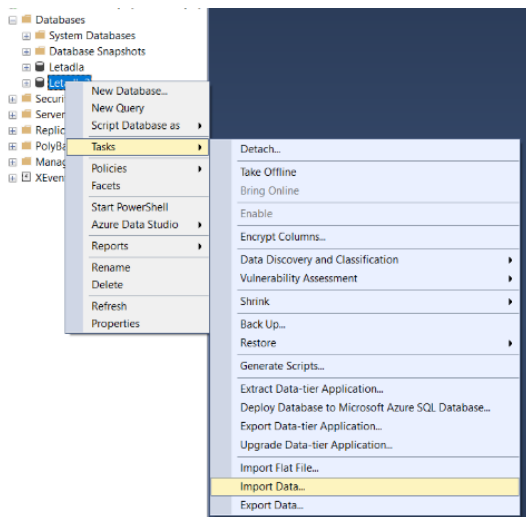 Databases
System Databases
Database Snapshots
Letadla
New Database...
New Query
Script Database as
Tasks
Policies
Facets
Start PowerShell
Azure Data Studio
Reports
Rename
Delete
Refresh
Properties
Detach...
Take Offline
Bring Online
Enable
Encrypt Columns...
Data Discovery and Classification
Vulnerability Assessment
Shrink
Back Up...
Restore
Generate Scripts...
Extract Data-tier Application...
Deploy Database to Microsoft Azure SQL Database...
Export Data-tier Application...
Upgrade Data-tier Application...
Import Flat File...
Import Data...
Export Data...